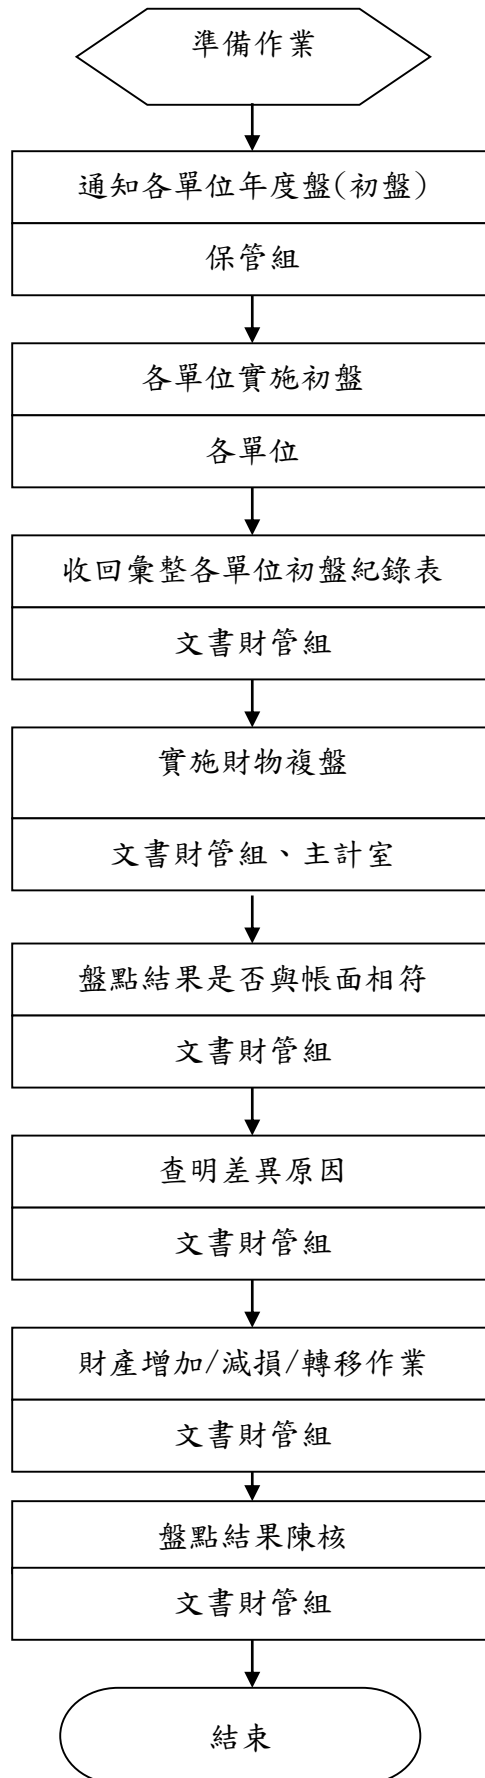 準備作業
通知各單位年度盤(初盤)
保管組
各單位實施初盤
各單位
收回彙整各單位初盤紀錄表
文書財管組
實施財物複盤
文書財管組、主計室
盤點結果是否與帳面相符
文書財管組
查明差異原因
文書財管組
財產增加/減損/轉移作業
文書財管組
盤點結果陳核
文書財管組
結束